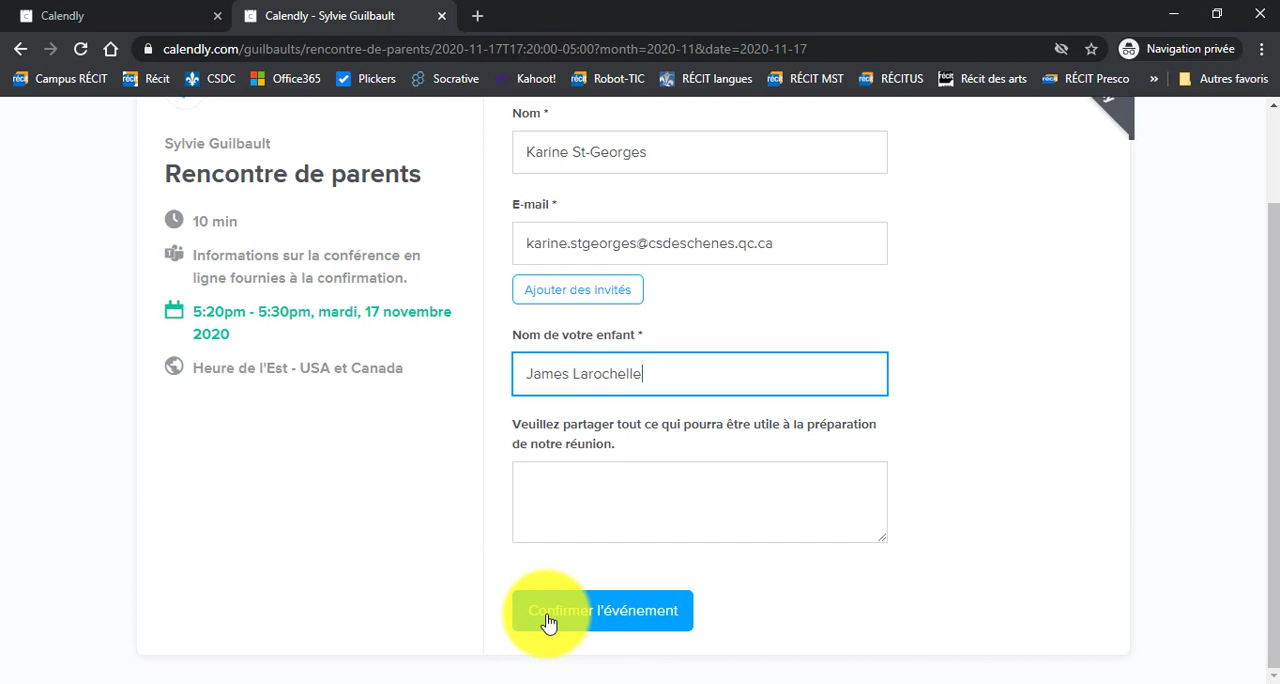 Calendly
Calendly - Sylvie Guilbault
calendly.com/guilbaults/rencontre-de-parents/2020-11-17T17:20:00-05:00?month=2020-11&date=2020-11-17
Navigation privée
Campus RÉCIT
Récit
CSDC
Office365
Plickers
Socrative
Kahoot!
Robot-TIC
RÉCIT langues
RÉCIT MST
RÉCITUS
Récit des arts
RÉCIT Presco
»
Autres favoris
Sylvie Guilbault
Rencontre de parents
10 min
Informations sur la conférence en
ligne fournies à la confirmation.
5:20pm - 5:30pm, mardi, 17 novembre
2020
Heure de l'Est - USA et Canada
Nom *
Karine St-Georges
E-mail *
karine.stgeorges@csdeschenes.qc.ca
Ajouter des invités
Nom de votre enfant *
James Larochelle
Veuillez partager tout ce qui pourra être utile à la préparation
de notre réunion.
Confirmer l'événement